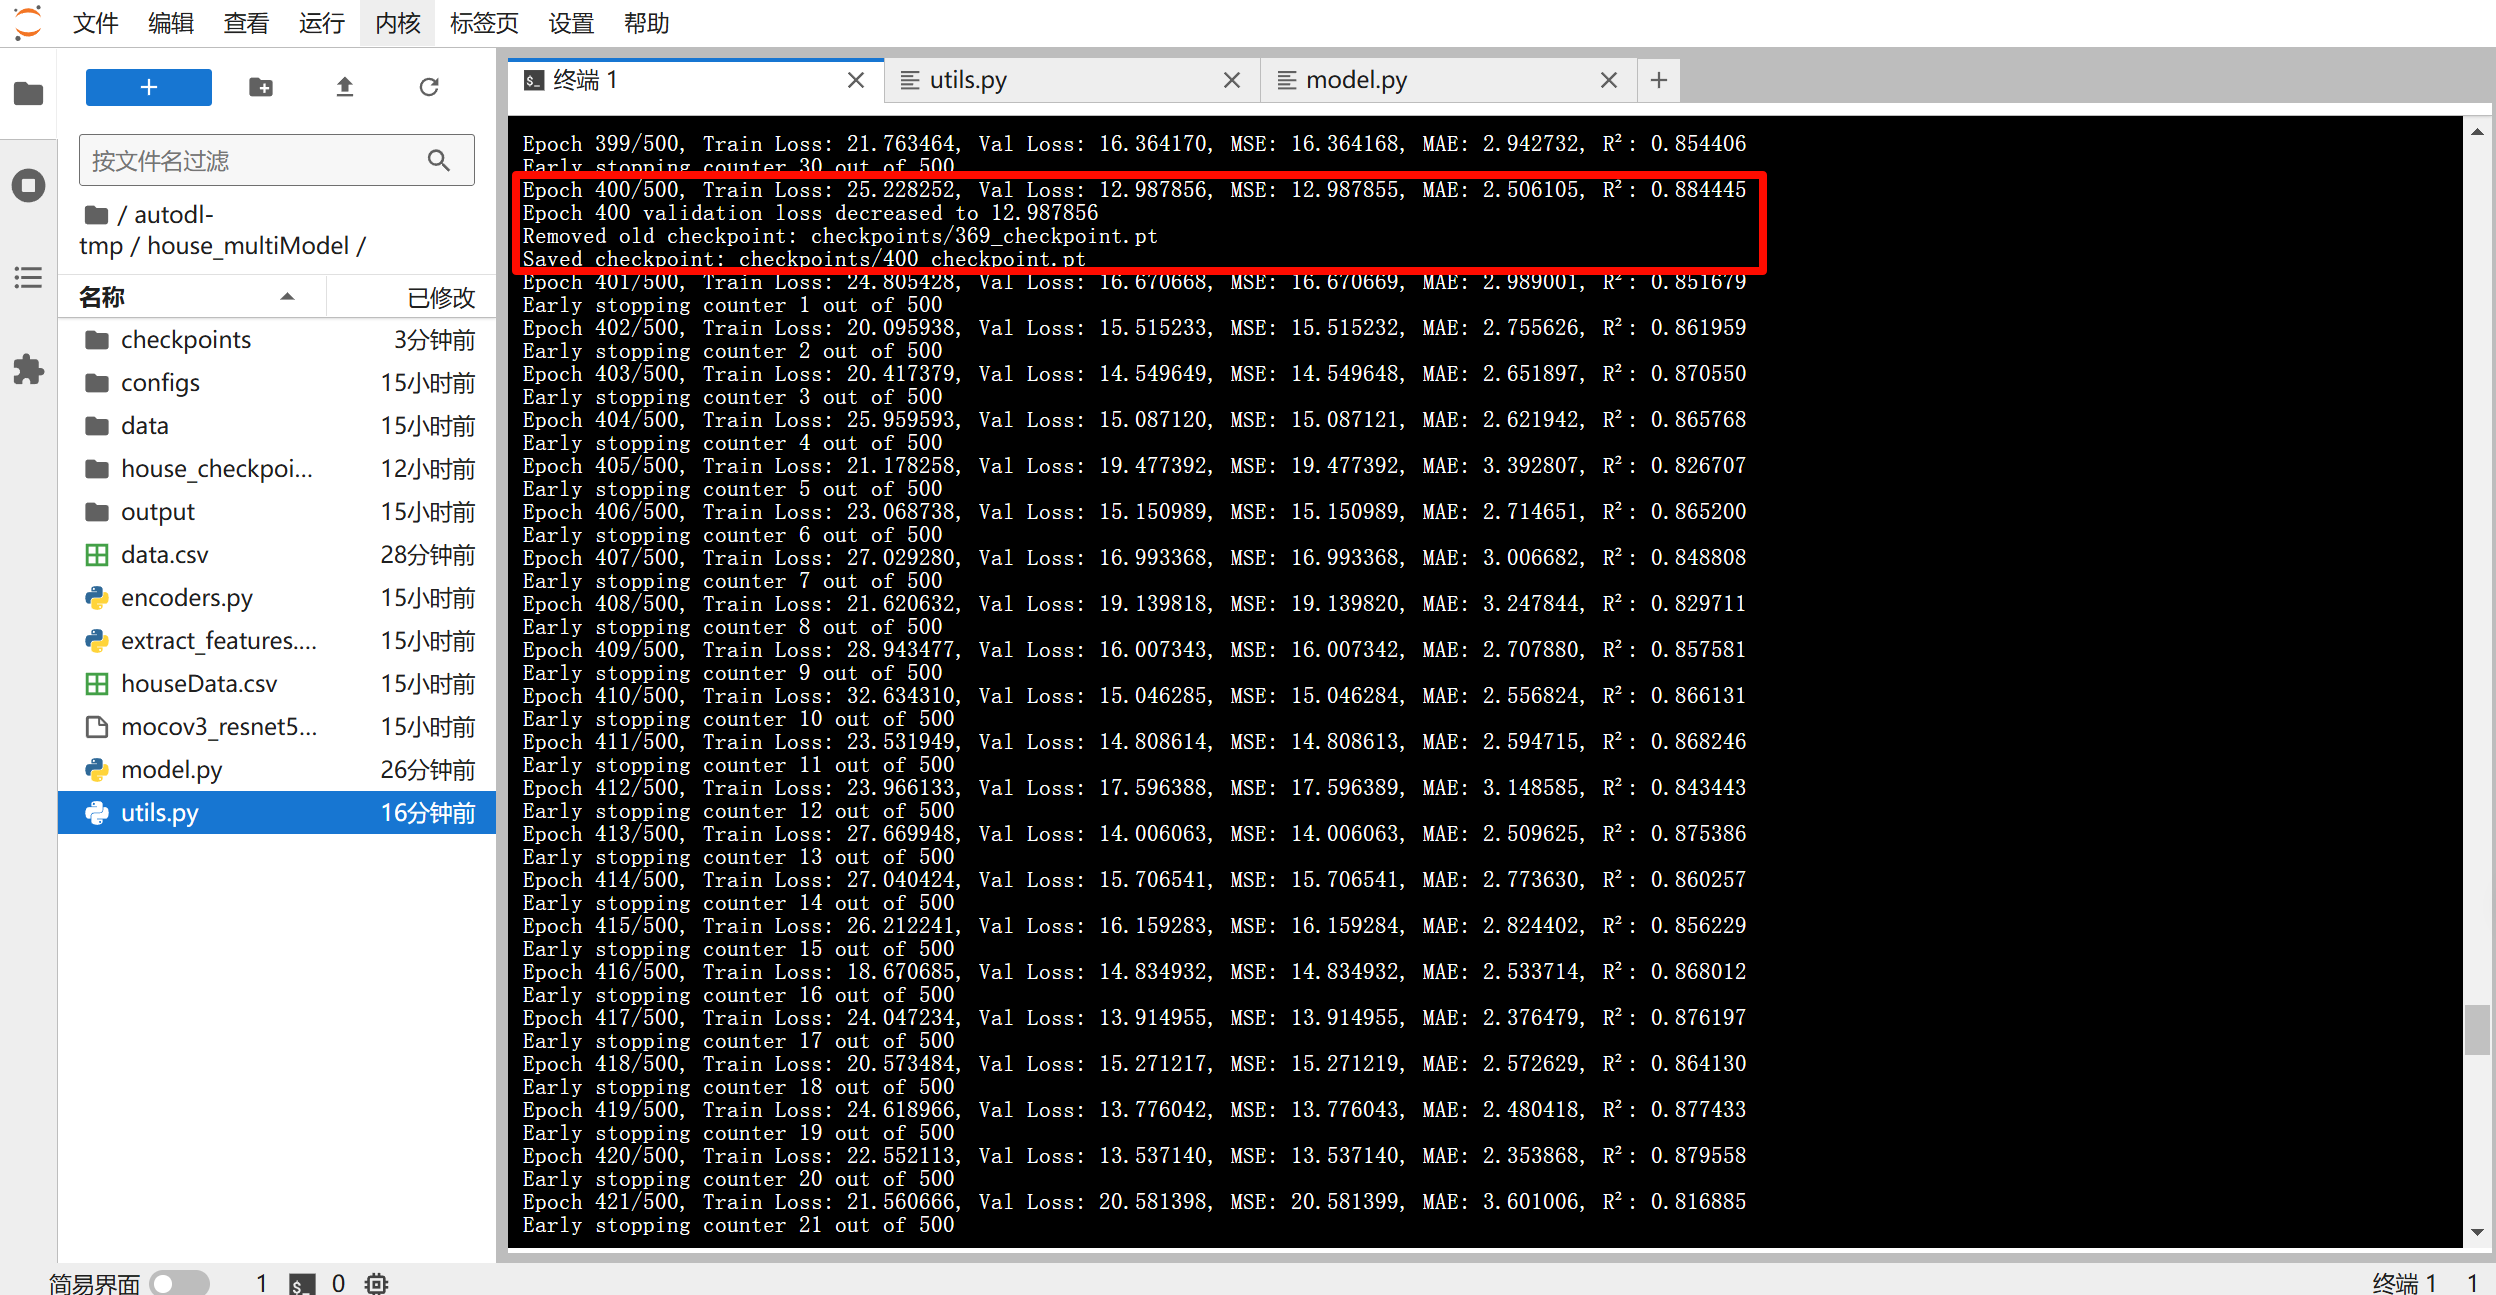 文件 编辑 查看 运行 内核 标签页 设置 帮助
终端 1 utils.py model.py
按文件名过滤
/ autodl-
tmp / house_multiModel /
名称 已修改
checkpoints 3分钟前
configs 15小时前
data 15小时前
house_checkpoi... 12小时前
output 15小时前
data.csv 28分钟前
encoders.py 15小时前
extract_features.... 15小时前
houseData.csv 15小时前
mocov3_resnet5... 15小时前
model.py 26分钟前
utils.py 16分钟前
Epoch 399/500, Train Loss: 21.763464, Val Loss: 16.364170, MSE: 16.364168, MAE: 2.942732, R²: 0.854406
Early stopping counter 30 out of 500
Epoch 400/500, Train Loss: 25.228252, Val Loss: 12.987856, MSE: 12.987855, MAE: 2.506105, R²: 0.884445
Epoch 400 validation loss decreased to 12.987856
Removed old checkpoint: checkpoints/369_checkpoint.pt
Saved checkpoint: checkpoints/400_checkpoint.pt
Epoch 401/500, Train Loss: 24.805428, Val Loss: 16.670668, MSE: 16.670669, MAE: 2.989001, R²: 0.851679
Early stopping counter 1 out of 500
Epoch 402/500, Train Loss: 20.095938, Val Loss: 15.515233, MSE: 15.515232, MAE: 2.755626, R²: 0.861959
Early stopping counter 2 out of 500
Epoch 403/500, Train Loss: 20.417379, Val Loss: 14.549649, MSE: 14.549648, MAE: 2.651897, R²: 0.870550
Early stopping counter 3 out of 500
Epoch 404/500, Train Loss: 25.959593, Val Loss: 15.087120, MSE: 15.087121, MAE: 2.621942, R²: 0.865768
Early stopping counter 4 out of 500
Epoch 405/500, Train Loss: 21.178258, Val Loss: 19.477392, MSE: 19.477392, MAE: 3.392807, R²: 0.826707
Early stopping counter 5 out of 500
Epoch 406/500, Train Loss: 23.068738, Val Loss: 15.150989, MSE: 15.150989, MAE: 2.714651, R²: 0.865200
Early stopping counter 6 out of 500
Epoch 407/500, Train Loss: 27.029280, Val Loss: 16.993368, MSE: 16.993368, MAE: 3.006682, R²: 0.848808
Early stopping counter 7 out of 500
Epoch 408/500, Train Loss: 21.620632, Val Loss: 19.139818, MSE: 19.139820, MAE: 3.247844, R²: 0.829711
Early stopping counter 8 out of 500
Epoch 409/500, Train Loss: 28.943477, Val Loss: 16.007343, MSE: 16.007342, MAE: 2.707880, R²: 0.857581
Early stopping counter 9 out of 500
Epoch 410/500, Train Loss: 32.634310, Val Loss: 15.046285, MSE: 15.046284, MAE: 2.556824, R²: 0.866131
Early stopping counter 10 out of 500
Epoch 411/500, Train Loss: 23.531949, Val Loss: 14.808614, MSE: 14.808613, MAE: 2.594715, R²: 0.868246
Early stopping counter 11 out of 500
Epoch 412/500, Train Loss: 23.966133, Val Loss: 17.596388, MSE: 17.596389, MAE: 3.148585, R²: 0.843443
Early stopping counter 12 out of 500
Epoch 413/500, Train Loss: 27.669948, Val Loss: 14.006063, MSE: 14.006063, MAE: 2.509625, R²: 0.875386
Early stopping counter 13 out of 500
Epoch 414/500, Train Loss: 27.040424, Val Loss: 15.706541, MSE: 15.706541, MAE: 2.773630, R²: 0.860257
Early stopping counter 14 out of 500
Epoch 415/500, Train Loss: 26.212241, Val Loss: 16.159283, MSE: 16.159284, MAE: 2.824402, R²: 0.856229
Early stopping counter 15 out of 500
Epoch 416/500, Train Loss: 18.670685, Val Loss: 14.834932, MSE: 14.834932, MAE: 2.533714, R²: 0.868012
Early stopping counter 16 out of 500
Epoch 417/500, Train Loss: 24.047234, Val Loss: 13.914955, MSE: 13.914955, MAE: 2.376479, R²: 0.876197
Early stopping counter 17 out of 500
Epoch 418/500, Train Loss: 20.573484, Val Loss: 15.271217, MSE: 15.271219, MAE: 2.572629, R²: 0.864130
Early stopping counter 18 out of 500
Epoch 419/500, Train Loss: 24.618966, Val Loss: 13.776042, MSE: 13.776043, MAE: 2.480418, R²: 0.877433
Early stopping counter 19 out of 500
Epoch 420/500, Train Loss: 22.552113, Val Loss: 13.537140, MSE: 13.537140, MAE: 2.353868, R²: 0.879558
Early stopping counter 20 out of 500
Epoch 421/500, Train Loss: 21.560666, Val Loss: 20.581398, MSE: 20.581399, MAE: 3.601006, R²: 0.816885
Early stopping counter 21 out of 500
简易界面 1 0 终端 1 1